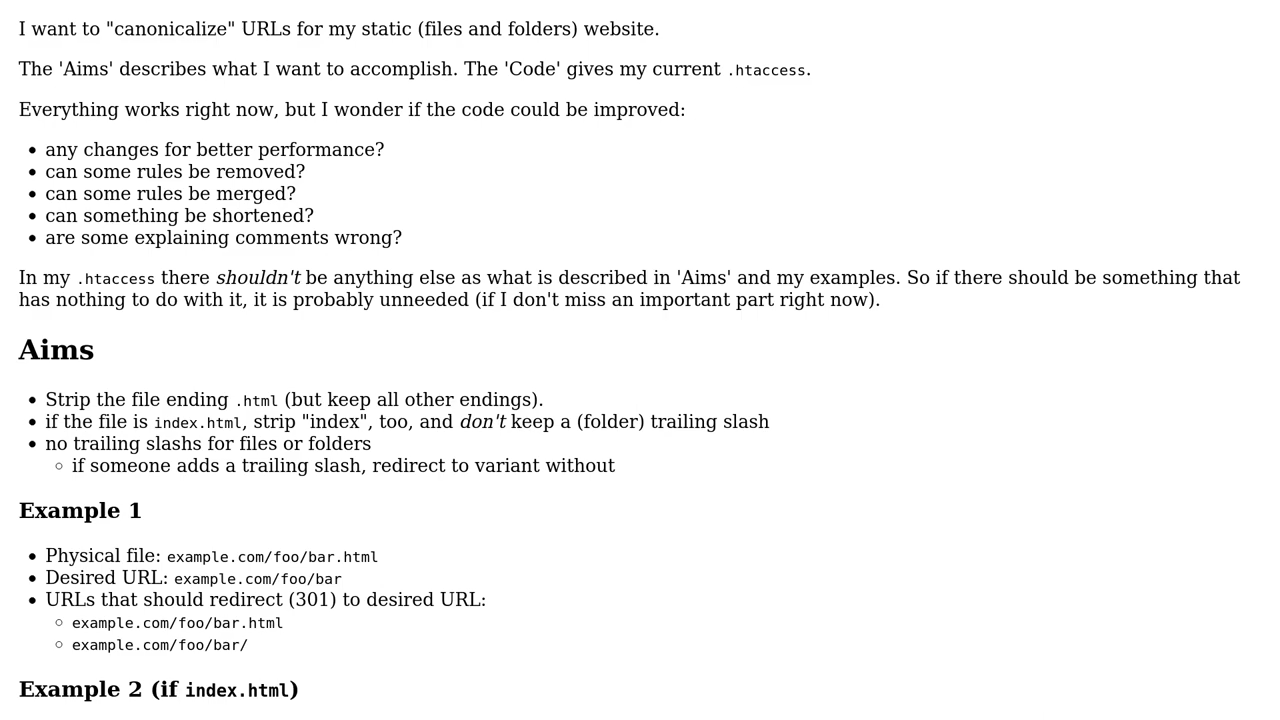 I want to "canonicalize" URLs for my static (files and folders) website.
The 'Aims' describes what I want to accomplish. The 'Code' gives my current .htaccess.
Everything works right now, but I wonder if the code could be improved:
any changes for better performance?
can some rules be removed?
can some rules be merged?
can something be shortened?
are some explaining comments wrong?
In my .htaccess there shouldn't be anything else as what is described in 'Aims' and my examples. So if there should be something that
has nothing to do with it, it is probably unneeded (if I don't miss an important part right now).
Aims
Strip the file ending .html (but keep all other endings).
if the file is index.html, strip "index", too, and don't keep a (folder) trailing slash
no trailing slashs for files or folders
if someone adds a trailing slash, redirect to variant without
Example 1
Physical file: example.com/foo/bar.html
Desired URL: example.com/foo/bar
URLs that should redirect (301) to desired URL:
example.com/foo/bar.html
example.com/foo/bar/
Example 2 (if index.html)